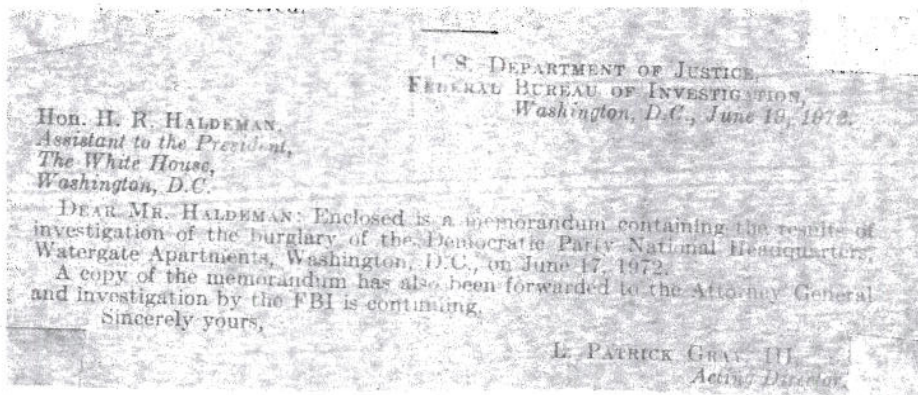 received.
U.S. DEPARTMENT OF JUSTICE,
FEDERAL BUREAU OF INVESTIGATION,
Washington, D.C., June 19, 1972.
Hon. H. R. HALDEMAN,
Assistant to the President,
The White House,
Washington, D.C.
DEAR MR. HALDEMAN: Enclosed is a memorandum containing the results of
investigation of the burglary of the Democratic Party National Headquarters,
Watergate Apartments, Washington, D.C., on June 17, 1972.
A copy of the memorandum has also been forwarded to the Attorney General
and investigation by the FBI is continuing.
Sincerely yours,
L. PATRICK GRAY III,
Acting Director.